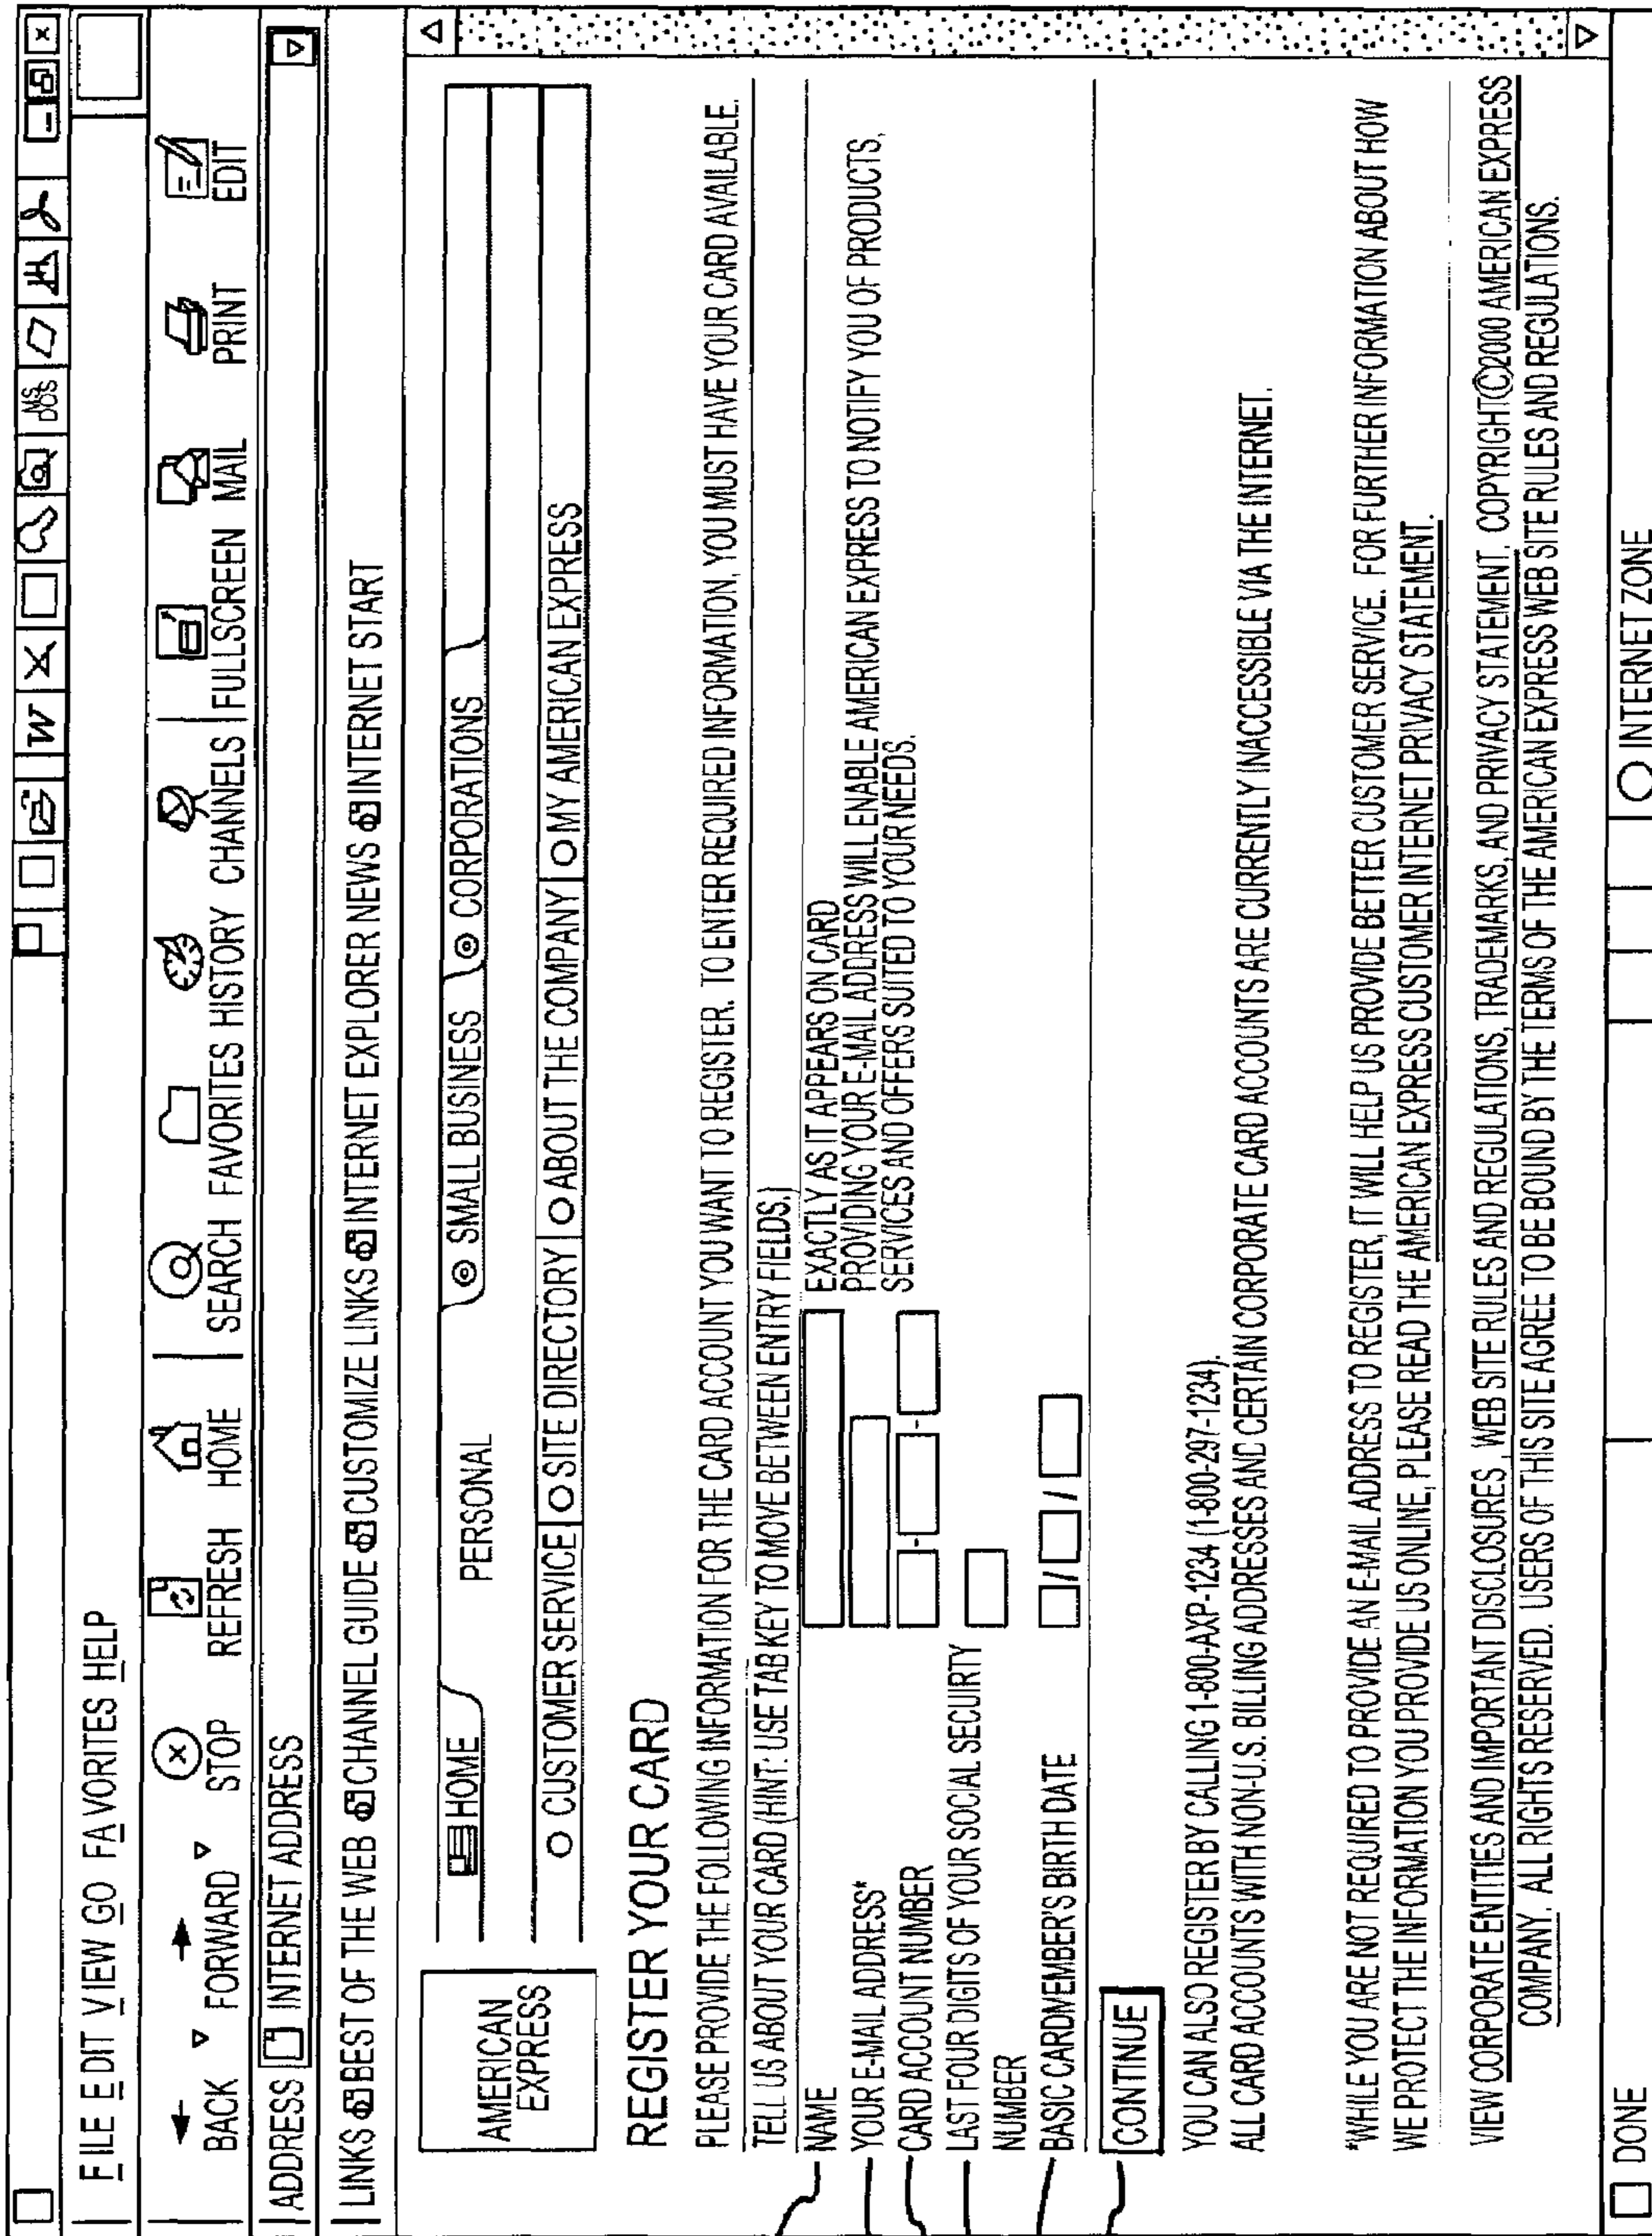 MS
DOS
FILE EDIT VIEW GO FAVORITES HELP
BACK FORWARD STOP REFRESH HOME SEARCH FAVORITES HISTORY CHANNELS FULLSCREEN MAIL PRINT EDIT
ADDRESS INTERNET ADDRESS
LINKS BEST OF THE WEB CHANNEL GUIDE CUSTOMIZE LINKS INTERNET EXPLORER NEWS INTERNET START
AMERICAN
EXPRESS
HOME PERSONAL SMALL BUSINESS CORPORATIONS
CUSTOMER SERVICE SITE DIRECTORY ABOUT THE COMPANY MY AMERICAN EXPRESS
REGISTER YOUR CARD
PLEASE PROVIDE THE FOLLOWING INFORMATION FOR THE CARD ACCOUNT YOU WANT TO REGISTER. TO ENTER REQUIRED INFORMATION, YOU MUST HAVE YOUR CARD AVAILABLE.
TELL US ABOUT YOUR CARD (HINT: USE TAB KEY TO MOVE BETWEEN ENTRY FIELDS.)
NAME EXACTLY AS IT APPEARS ON CARD
YOUR E-MAIL ADDRESS* PROVIDING YOUR E-MAIL ADDRESS WILL ENABLE AMERICAN EXPRESS TO NOTIFY YOU OF PRODUCTS,
SERVICES AND OFFERS SUITED TO YOUR NEEDS.
CARD ACCOUNT NUMBER - -
LAST FOUR DIGITS OF YOUR SOCIAL SECUIRTY
NUMBER
BASIC CARDMEMBER'S BIRTH DATE / /
CONTINUE
YOU CAN ALSO REGISTER BY CALLING 1-800-AXP-1234 (1-800-297-1234).
ALL CARD ACCOUNTS WITH NON-U.S. BILLING ADDRESSES AND CERTAIN CORPORATE CARD ACCOUNTS ARE CURRENTLY INACCESSIBLE VIA THE INTERNET.
*WHILE YOU ARE NOT REQUIRED TO PROVIDE AN E-MAIL ADDRESS TO REGISTER, IT WILL HELP US PROVIDE BETTER CUSTOMER SERVICE. FOR FURTHER INFORMATION ABOUT HOW
WE PROTECT THE INFORMATION YOU PROVIDE US ONLINE, PLEASE READ THE AMERICAN EXPRESS CUSTOMER INTERNET PRIVACY STATEMENT.
VIEW CORPORATE ENTITIES AND IMPORTANT DISCLOSURES, WEB SITE RULES AND REGULATIONS, TRADEMARKS, AND PRIVACY STATEMENT. COPYRIGHT © 2000 AMERICAN EXPRESS
COMPANY. ALL RIGHTS RESERVED. USERS OF THIS SITE AGREE TO BE BOUND BY THE TERMS OF THE AMERICAN EXPRESS WEB SITE RULES AND REGULATIONS.
DONE INTERNET ZONE